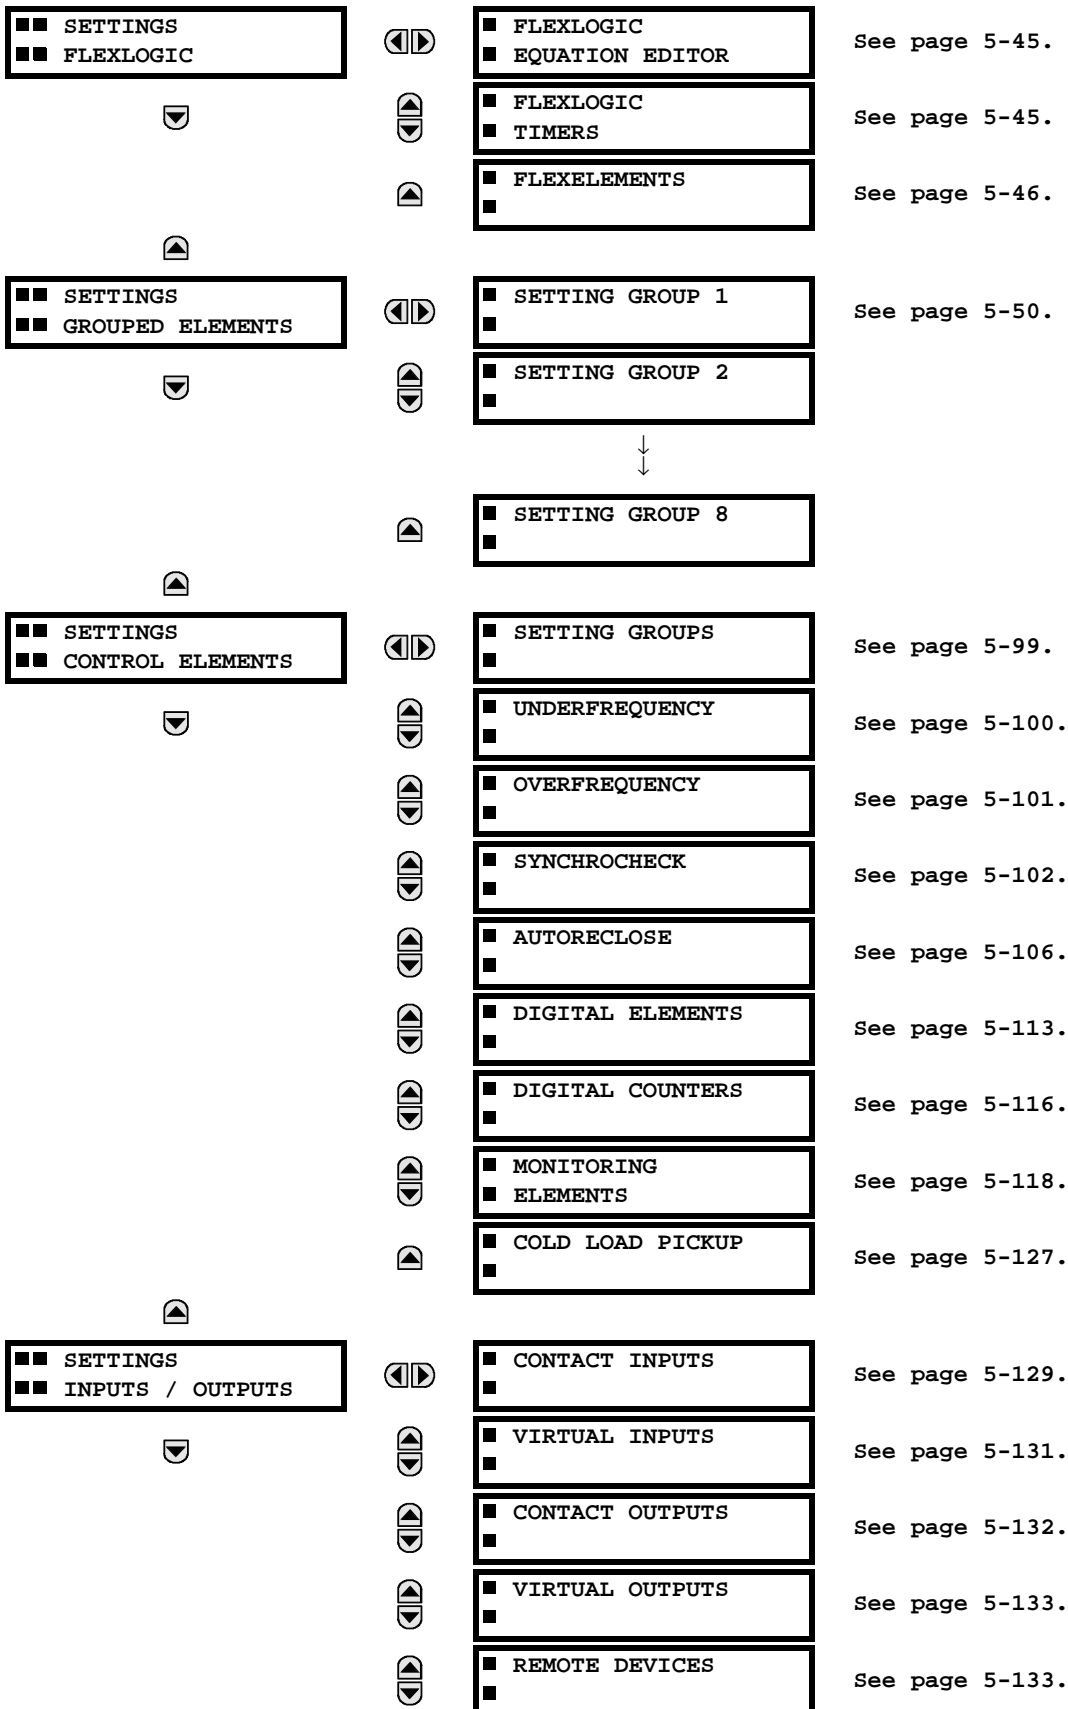 SETTINGS
FLEXLOGIC
FLEXLOGIC
EQUATION EDITOR
See page 5-45.
FLEXLOGIC
TIMERS
See page 5-45.
FLEXELEMENTS
See page 5-46.
SETTINGS
GROUPED ELEMENTS
SETTING GROUP 1
See page 5-50.
SETTING GROUP 2
↓
↓
SETTING GROUP 8
SETTINGS
CONTROL ELEMENTS
SETTING GROUPS
See page 5-99.
UNDERFREQUENCY
See page 5-100.
OVERFREQUENCY
See page 5-101.
SYNCHROCHECK
See page 5-102.
AUTORECLOSE
See page 5-106.
DIGITAL ELEMENTS
See page 5-113.
DIGITAL COUNTERS
See page 5-116.
MONITORING
ELEMENTS
See page 5-118.
COLD LOAD PICKUP
See page 5-127.
SETTINGS
INPUTS / OUTPUTS
CONTACT INPUTS
See page 5-129.
VIRTUAL INPUTS
See page 5-131.
CONTACT OUTPUTS
See page 5-132.
VIRTUAL OUTPUTS
See page 5-133.
REMOTE DEVICES
See page 5-133.